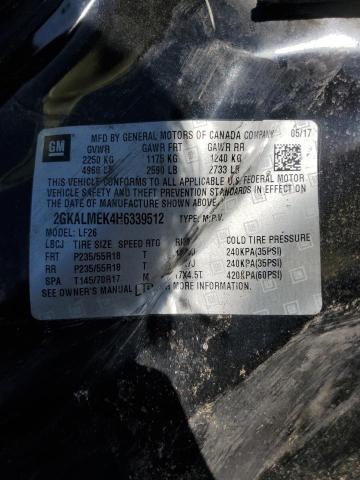 GM
MFD BY GENERAL MOTORS OF CANADA COMPANY 05/17
GVWR GAWR FRT GAWR RR
2250 KG 1175 KG 1240 KG
4960 LB 2590 LB 2733 LB
THIS VEHICLE CONFORMS TO ALL APPLICABLE U.S. FEDERAL MOTOR
VEHICLE SAFETY AND THEFT PREVENTION STANDARDS IN EFFECT ON
THE DATE OF MANUFACTURE SHOWN ABOVE.
2GKALMEK4H6339512 TYPE: M.P.V.
MODEL: LF26
LBCJ TIRE SIZE SPEED RTG RIM COLD TIRE PRESSURE
FRT P235/55R18 T 240KPA(35PSI)
RR P235/55R18 T 240KPA(35PSI)
SPA T145/70R17 M 17X4.5T 420KPA(60PSI)
SEE OWNER'S MANUAL FOR ADDITIONAL INFORMATION.